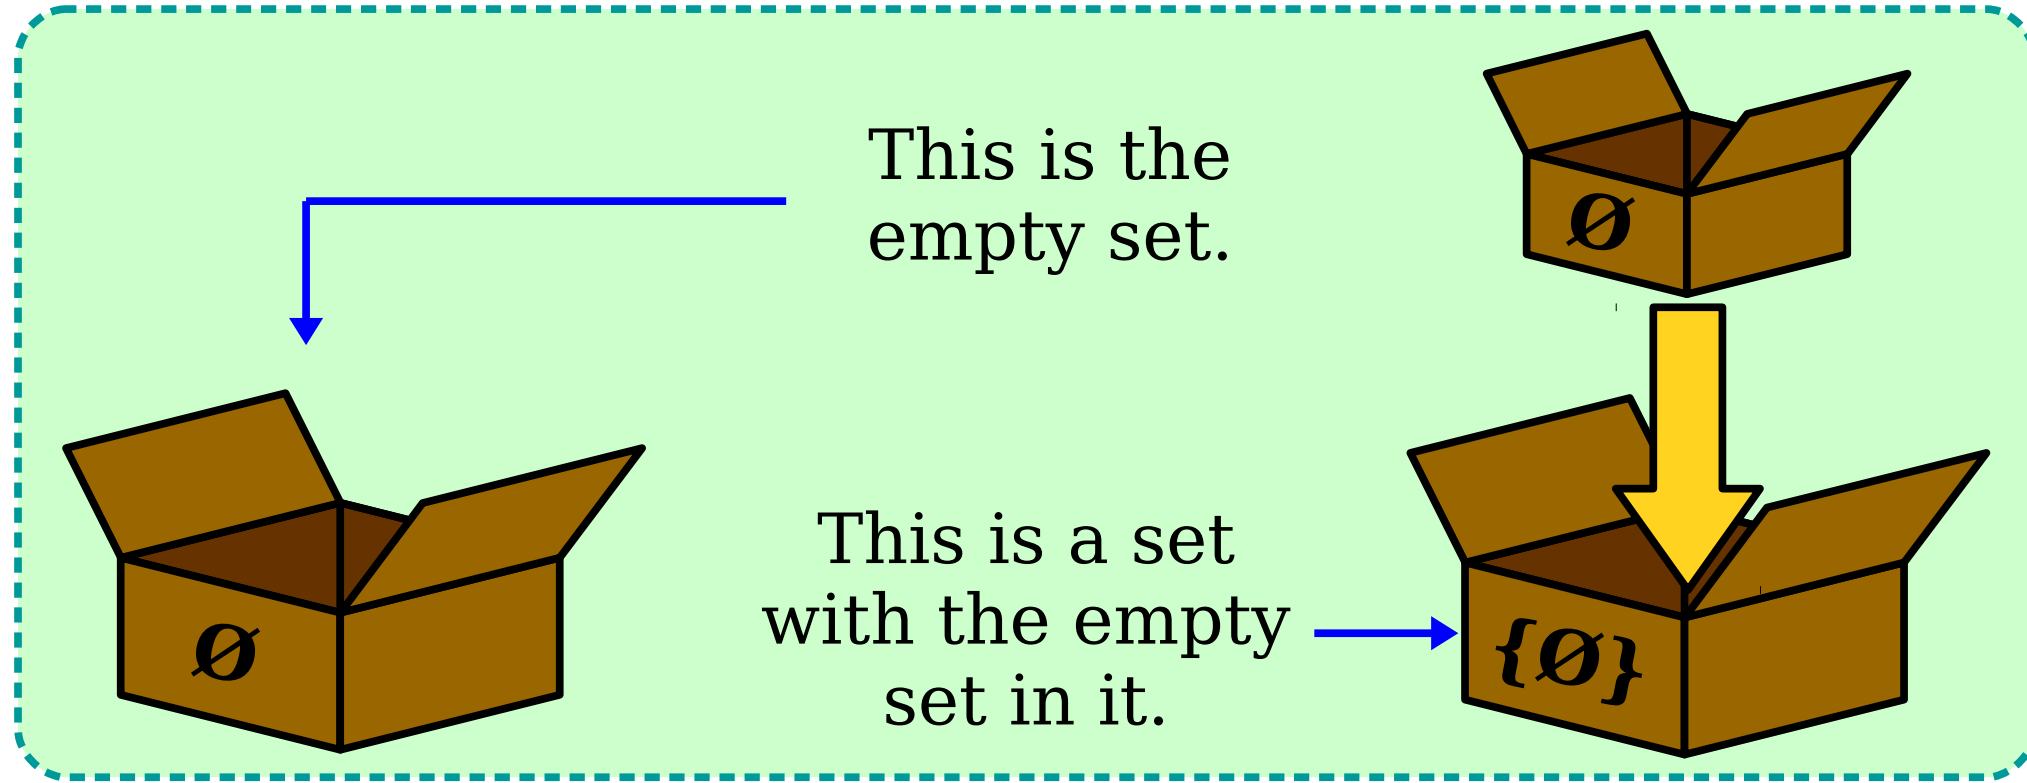 This is the
empty set.
Ø
Ø
This is a set
with the empty
set in it.
{Ø}